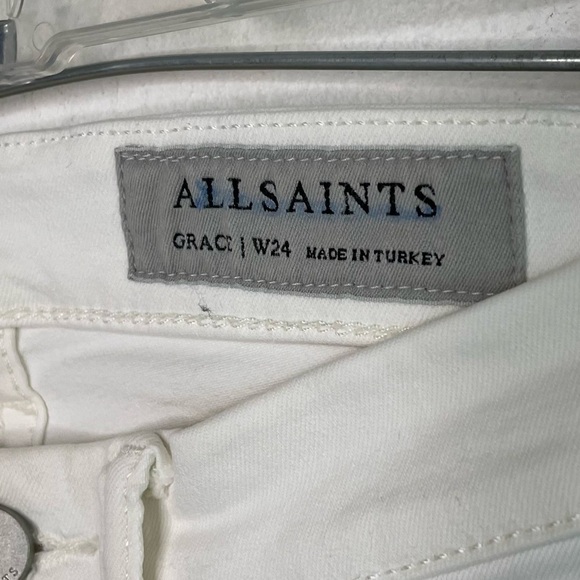 ALLSAINTS
GRACE | W24 MADE IN TURKEY